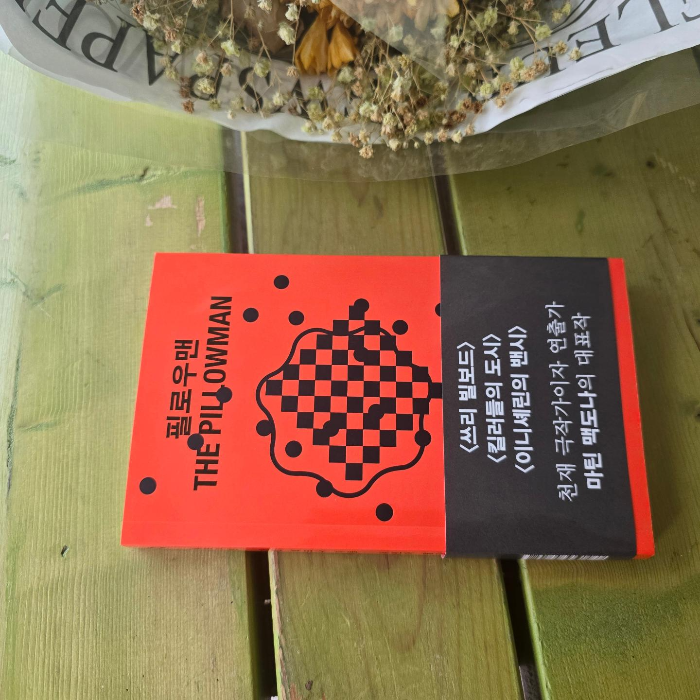 필로우맨
THE PILLOWMAN
<쓰리 빌보드>
<킬러들의 도시>
<이니셰린의 밴시>
천재 극작가이자 연출가
마틴 맥도나의 대표작